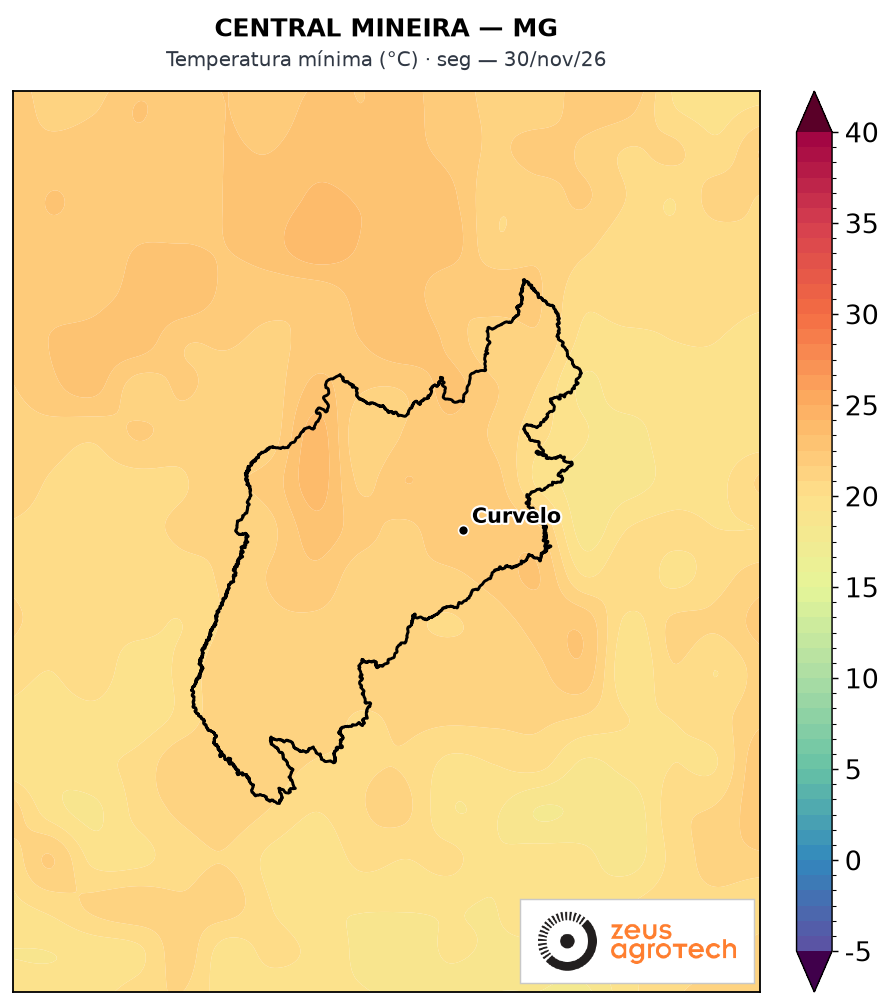 CENTRAL MINEIRA — MG
Temperatura mínima (°C) · seg — 30/nov/26
40
35
30
25
20
15
10
5
0
-5
Curvelo
zeus
agrotech